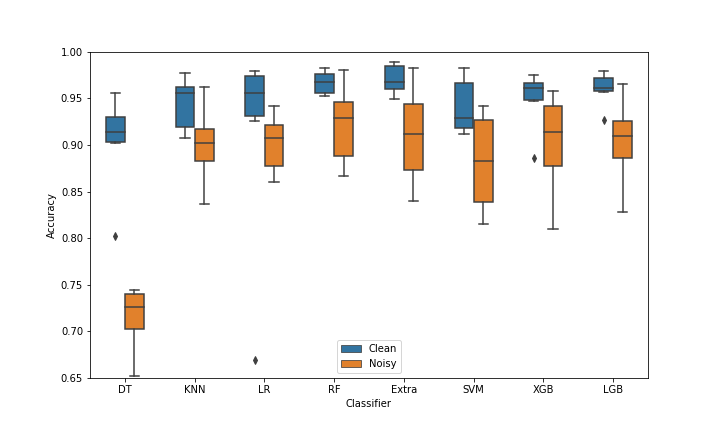 1.00
0.95
0.90
0.85
0.80
0.75
0.70
0.65
Accuracy
Clean
Noisy
DT KNN LR RF Extra SVM XGB LGB
Classifier